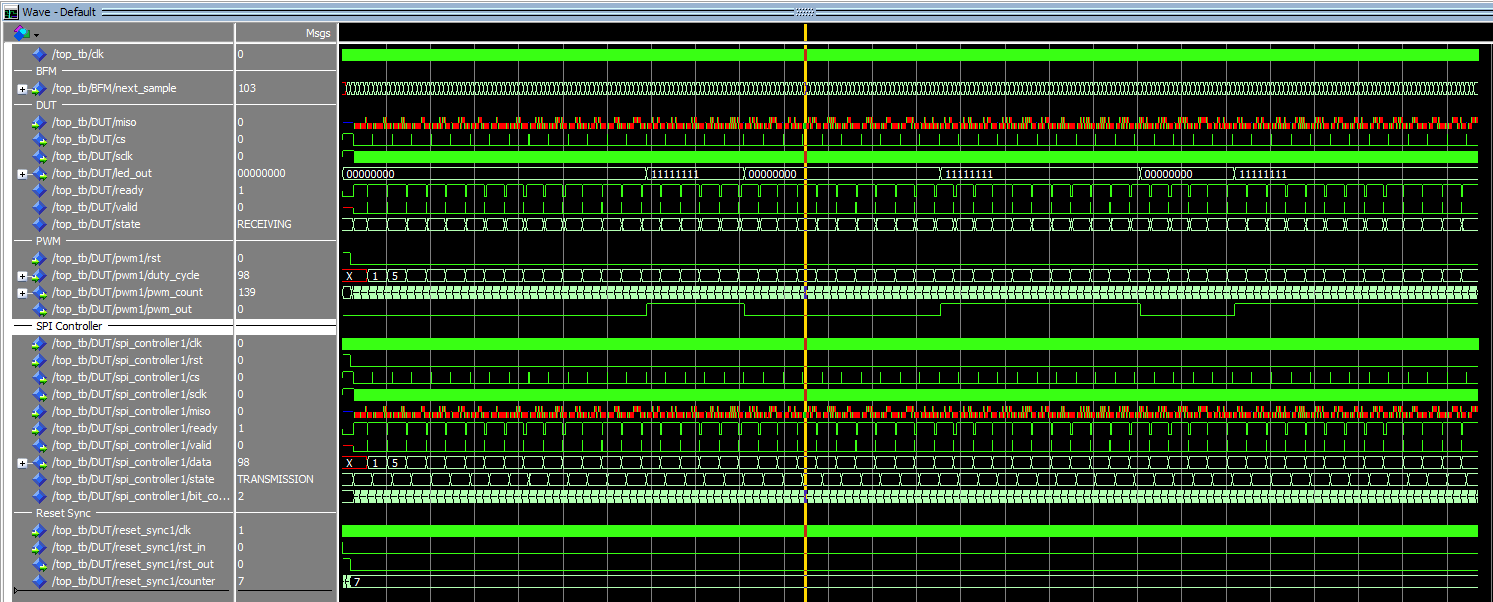 Wave - Default
Msgs
/top_tb/clk 0
BFM
/top_tb/BFM/next_sample 103
DUT
/top_tb/DUT/miso 0
/top_tb/DUT/cs 0
/top_tb/DUT/sclk 0
/top_tb/DUT/led_out 00000000 00000000 11111111 00000000 11111111 00000000 11111111
/top_tb/DUT/ready 1
/top_tb/DUT/valid 0
/top_tb/DUT/state RECEIVING
PWM
/top_tb/DUT/pwm1/rst 0
/top_tb/DUT/pwm1/duty_cycle 98 X 1 5
/top_tb/DUT/pwm1/pwm_count 139
/top_tb/DUT/pwm1/pwm_out 0
SPI Controller
/top_tb/DUT/spi_controller1/clk 0
/top_tb/DUT/spi_controller1/rst 0
/top_tb/DUT/spi_controller1/cs 0
/top_tb/DUT/spi_controller1/sclk 0
/top_tb/DUT/spi_controller1/miso 0
/top_tb/DUT/spi_controller1/ready 1
/top_tb/DUT/spi_controller1/valid 0
/top_tb/DUT/spi_controller1/data 98 X 1 5
/top_tb/DUT/spi_controller1/state TRANSMISSION
/top_tb/DUT/spi_controller1/bit_co... 2
Reset Sync
/top_tb/DUT/reset_sync1/clk 1
/top_tb/DUT/reset_sync1/rst_in 0
/top_tb/DUT/reset_sync1/rst_out 0
/top_tb/DUT/reset_sync1/counter 7 7